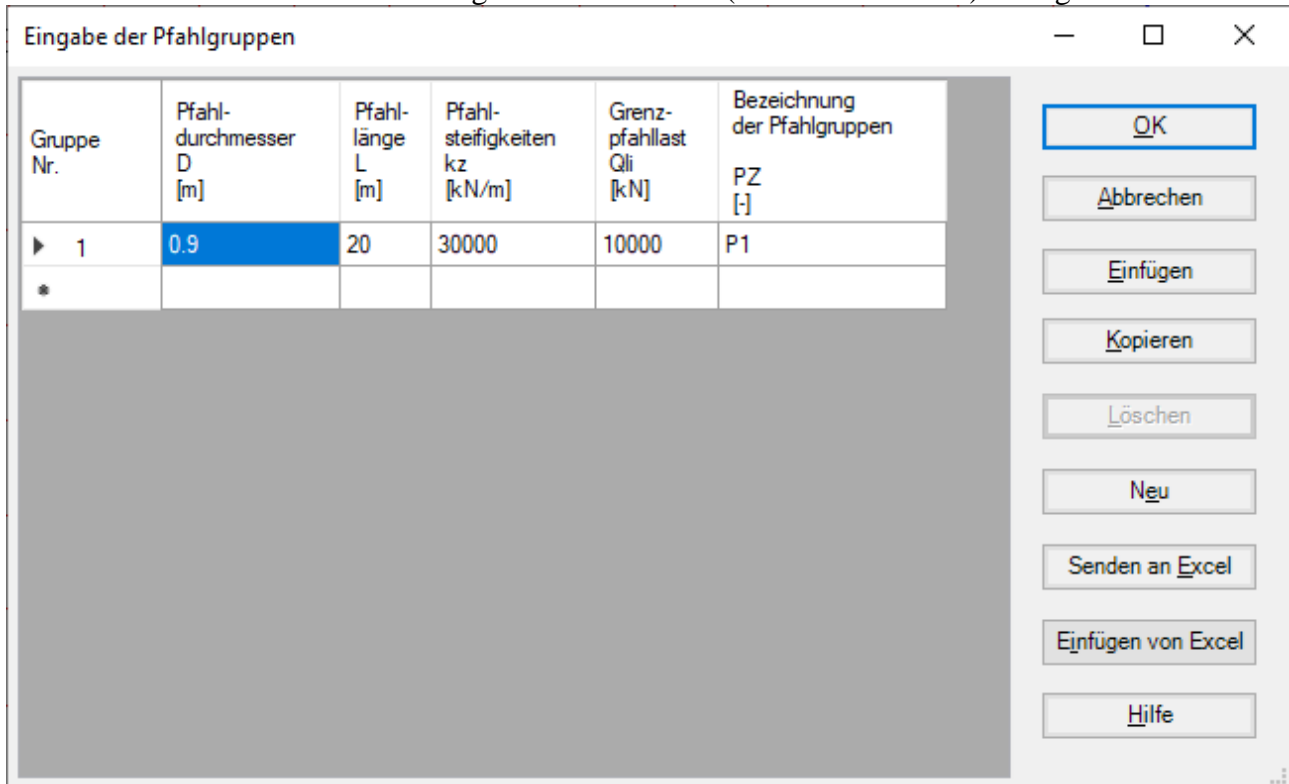 Eingabe der Pfahlgruppen
Gruppe
Nr.
Pfahl-
durchmesser
D
[m]
Pfahl-
länge
L
[m]
Pfahl-
steifigkeiten
kz
[kN/m]
Grenz-
pfahllast
Qli
[kN]
Bezeichnung
der Pfahlgruppen
PZ
[-]
1 0.9 20 30000 10000 P1
OK
Abbrechen
Einfügen
Kopieren
Löschen
Neu
Senden an Excel
Einfügen von Excel
Hilfe